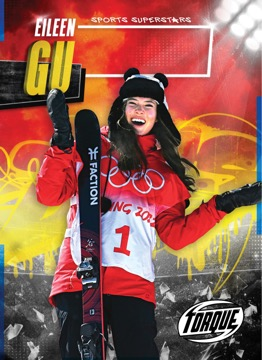 SPORTS SUPERSTARS
EILEEN
GU
FACTION
1
TORQUE